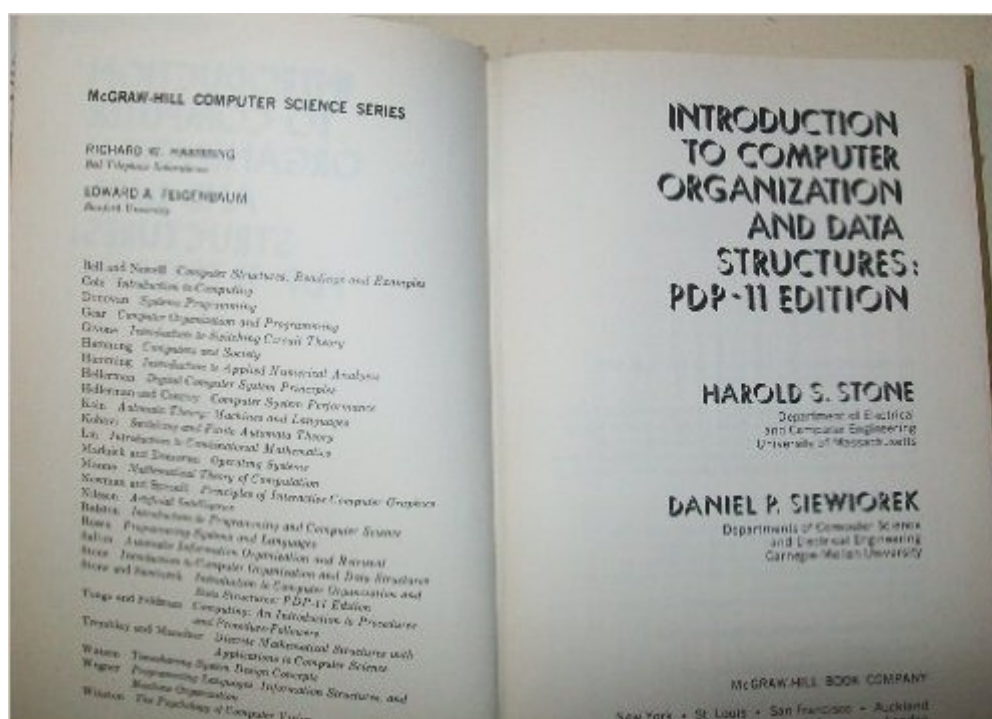 McGRAW-HILL COMPUTER SCIENCE SERIES
RICHARD W. HAMMING
Bell Telephone Laboratories
EDWARD A. FEIGENBAUM
Stanford University
Bell and Newell Computer Structures, Readings and Examples
Cole Introduction to Computing
Donovan Systems Programming
Gear Computer Organization and Programming
Givone Introduction to Switching Circuit Theory
Hamming Computers and Society
Hamming Introduction to Applied Numerical Analysis
Hellerman Digital Computer System Principles
Hellerman and Conroy Computer System Performance
Kain Automata Theory: Machines and Languages
Kohavi Switching and Finite Automata Theory
Liu Introduction to Combinatorial Mathematics
Madnick and Donovan Operating Systems
Manna Mathematical Theory of Computation
Newman and Sproull Principles of Interactive Computer Graphics
Nilsson Artificial Intelligence
Ralston Introduction to Programming and Computer Science
Rosen Programming Systems and Languages
Salton Automatic Information Organization and Retrieval
Stone Introduction to Computer Organization and Data Structures
Stone and Siewiorek Introduction to Computer Organization and
Data Structures: PDP-11 Edition
Tonge and Feldman Computing: An Introduction to Procedures
and Procedure-Followers
Tremblay and Manohar Discrete Mathematical Structures with
Applications to Computer Science
Watson Timesharing System Design Concepts
Wegner Programming Languages, Information Structures, and
Machine Organization
Winston The Psychology of Computer Vision
INTRODUCTION
TO COMPUTER
ORGANIZATION
AND DATA
STRUCTURES:
PDP-11 EDITION
HAROLD S. STONE
Department of Electrical
and Computer Engineering
University of Massachusetts
DANIEL P. SIEWIOREK
Departments of Computer Science
and Electrical Engineering
Carnegie-Mellon University
McGRAW-HILL BOOK COMPANY
New York • St. Louis • San Francisco • Auckland